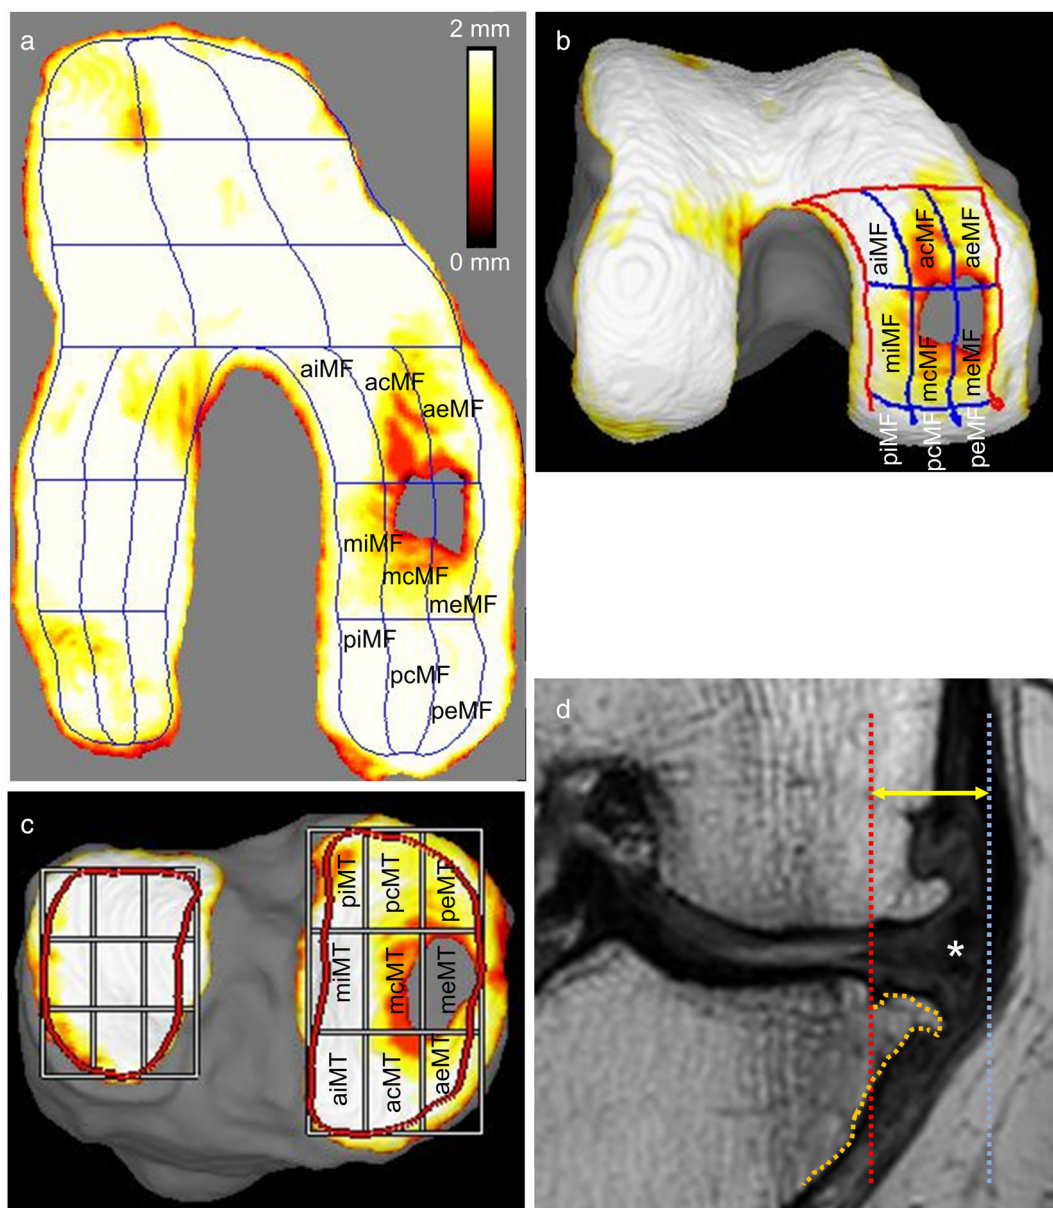 a
2 mm
0 mm
aiMF
acMF
aeMF
miMF
mcMF
meMF
piMF
pcMF
peMF
b
aiMF
acMF
aeMF
miMF
mcMF
meMF
piMF
pcMF
peMF
c
piMT
pcMT
peMT
miMT
mcMT
meMT
aiMT
acMT
aeMT
d
*